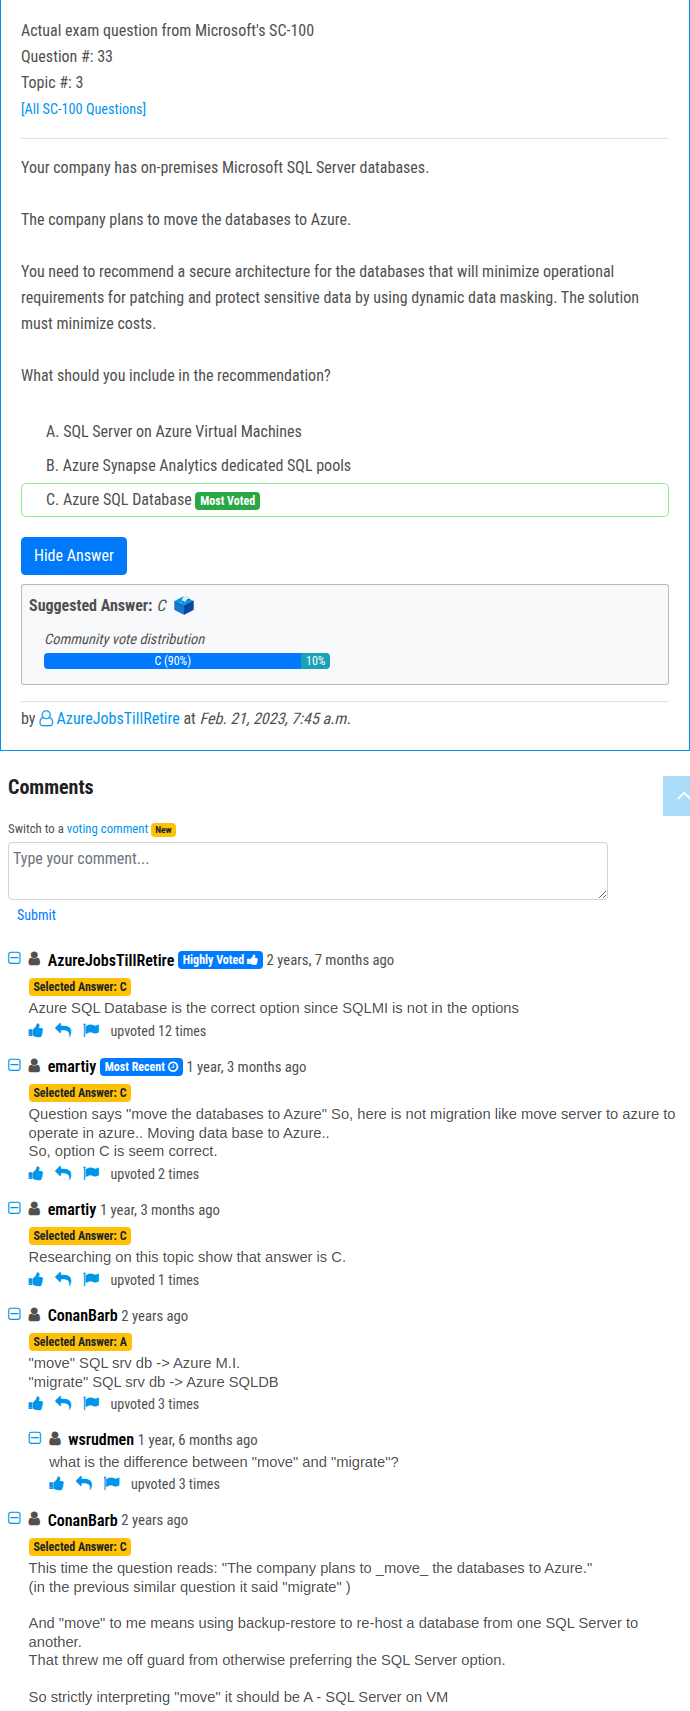 Actual exam question from Microsoft's SC-100
Question #: 33
Topic #: 3
[All SC-100 Questions]
Your company has on-premises Microsoft SQL Server databases.
The company plans to move the databases to Azure.
You need to recommend a secure architecture for the databases that will minimize operational
requirements for patching and protect sensitive data by using dynamic data masking. The solution
must minimize costs.
What should you include in the recommendation?
A. SQL Server on Azure Virtual Machines
B. Azure Synapse Analytics dedicated SQL pools
C. Azure SQL Database Most Voted
Hide Answer
Suggested Answer: C
Community vote distribution
C (90%) 10%
by AzureJobsTillRetire at Feb. 21, 2023, 7:45 a.m.
Comments
Switch to a voting comment New
Type your comment...
Submit
AzureJobsTillRetire Highly Voted 2 years, 7 months ago
Selected Answer: C
Azure SQL Database is the correct option since SQLMI is not in the options
upvoted 12 times
emartiy Most Recent 1 year, 3 months ago
Selected Answer: C
Question says "move the databases to Azure" So, here is not migration like move server to azure to
operate in azure.. Moving data base to Azure..
So, option C is seem correct.
upvoted 2 times
emartiy 1 year, 3 months ago
Selected Answer: C
Researching on this topic show that answer is C.
upvoted 1 times
ConanBarb 2 years ago
Selected Answer: A
"move" SQL srv db -> Azure M.I.
"migrate" SQL srv db -> Azure SQLDB
upvoted 3 times
wsrudmen 1 year, 6 months ago
what is the difference between "move" and "migrate"?
upvoted 3 times
ConanBarb 2 years ago
Selected Answer: C
This time the question reads: "The company plans to _move_ the databases to Azure."
(in the previous similar question it said "migrate" )
And "move" to me means using backup-restore to re-host a database from one SQL Server to
another.
That threw me off guard from otherwise preferring the SQL Server option.
So strictly interpreting "move" it should be A - SQL Server on VM